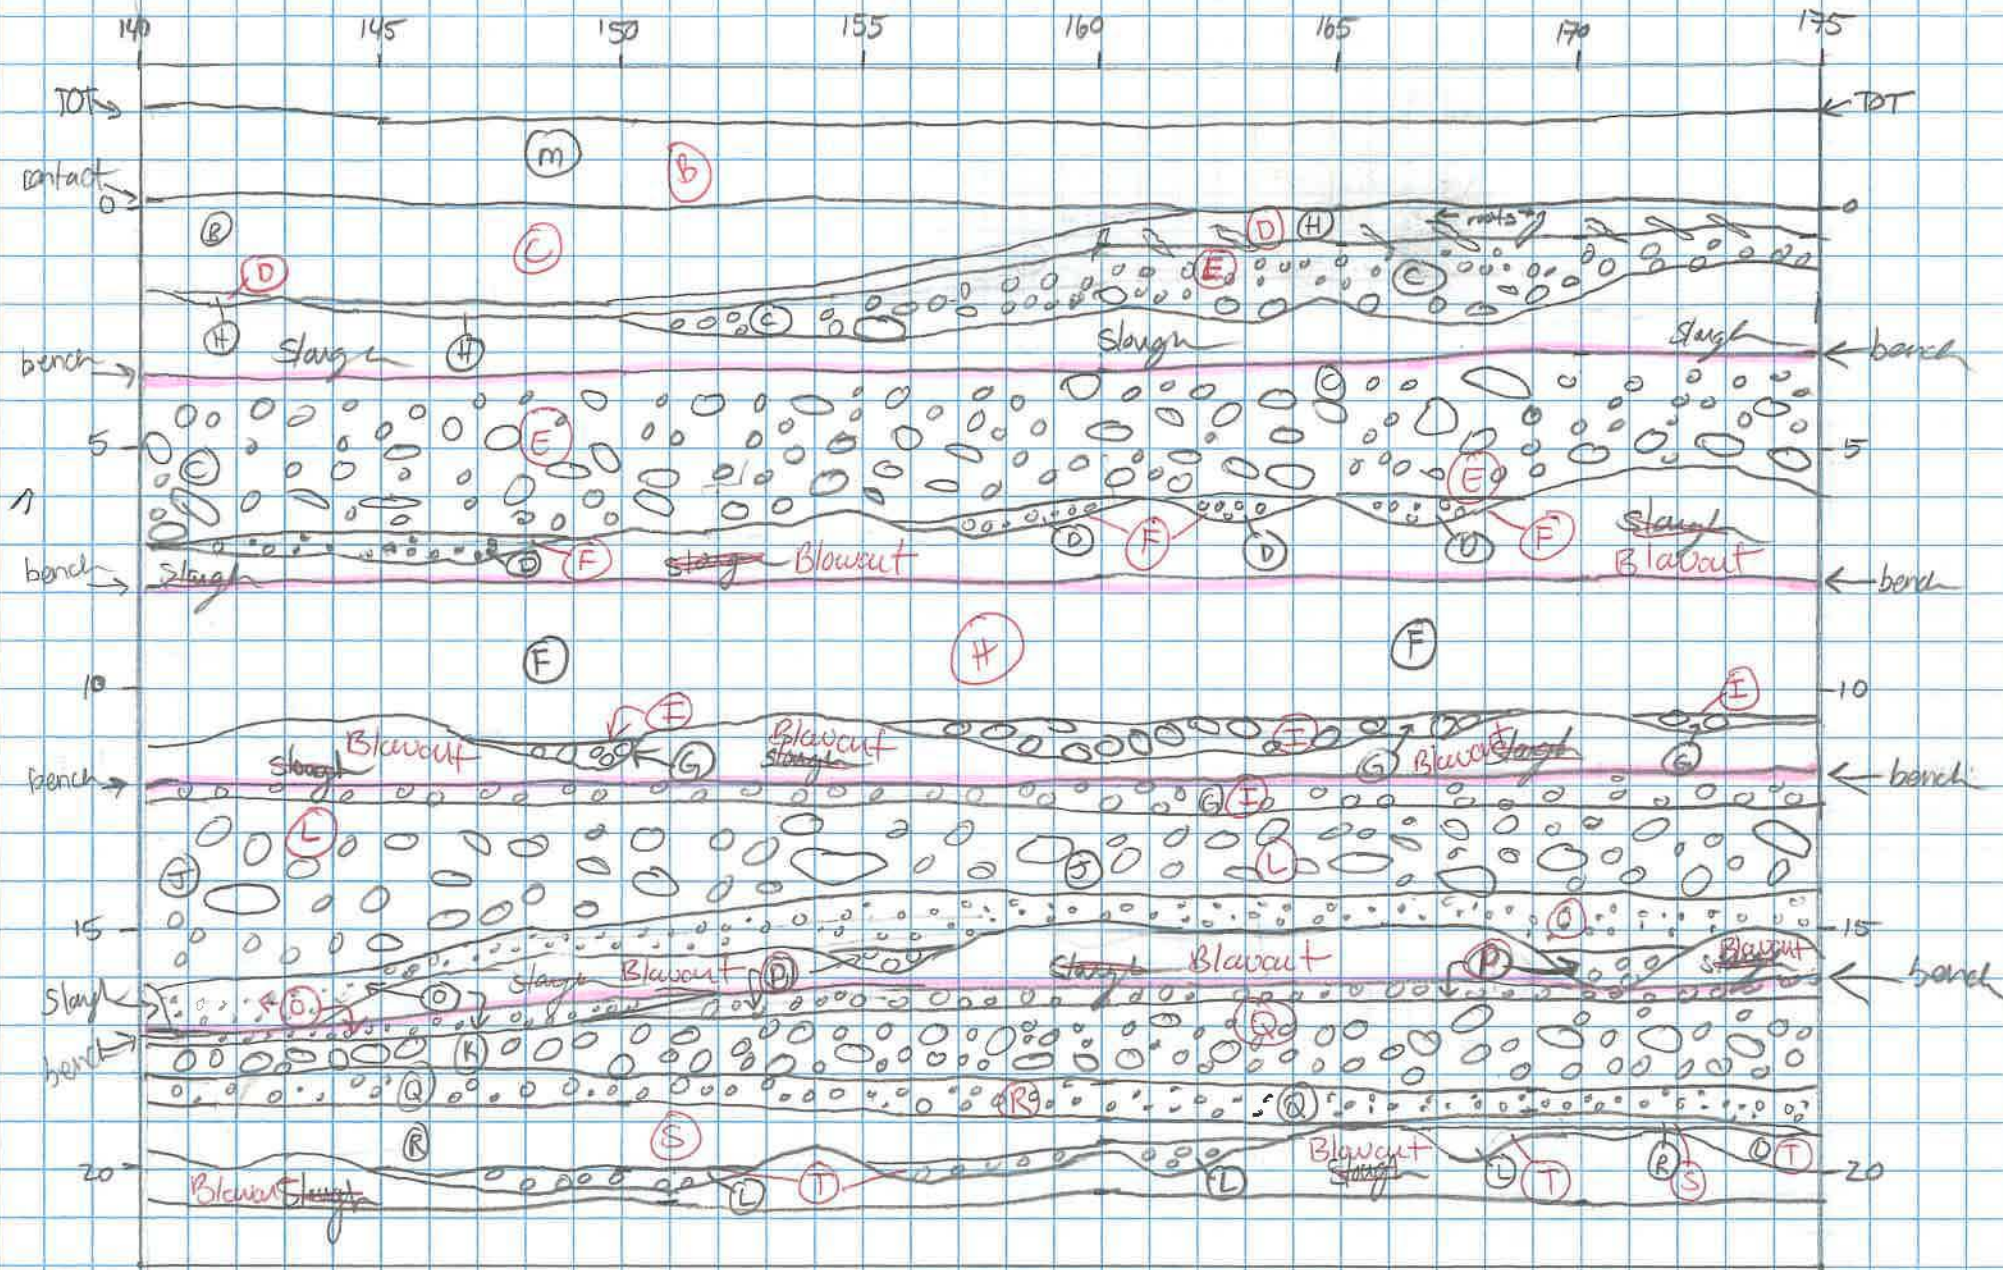 140 145 150 155 160 165 170 175
TOT TOT
M B
contact
0 0
B C D H roots
D
E C
H H C
Slough Slough Slough
bench bench
C
5 E 5
C E
D F D F D D F Slough
Slough Slough Blowout Blowout
bench bench
F H F
10 I 10
I
Blowout Blowout I
Slough G Slough G Blowout Slough G
bench bench
G I
L
J J L
15 O 15
Slough Blowout P Slough Blowout P Blowout
Slough O O bench
Q
bench K
Q R Q
R S Blowout
20 L T L Slough L T R S O T 20
Blowout Slough